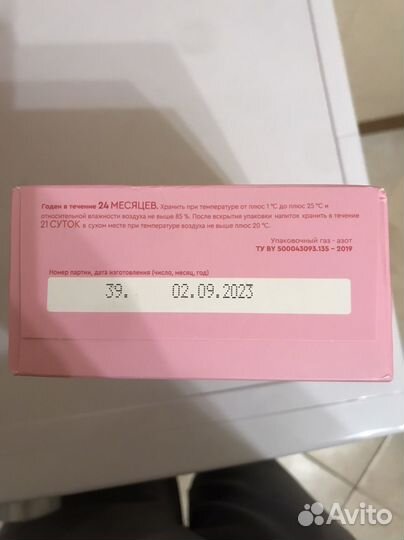 Годен в течение 24 МЕСЯЦЕВ. Хранить при температуре от плюс 1 °С до плюс 25 °С и
относительной влажности воздуха не выше 85 %. После вскрытия упаковки напиток хранить в течение
21 СУТОК в сухом месте при температуре воздуха не выше плюс 20 °С.
Упаковочный газ - азот
ТУ BY 500043093.135 – 2019
Номер партии, дата изготовления (число, месяц, год)
39. 02.09.2023
Avito